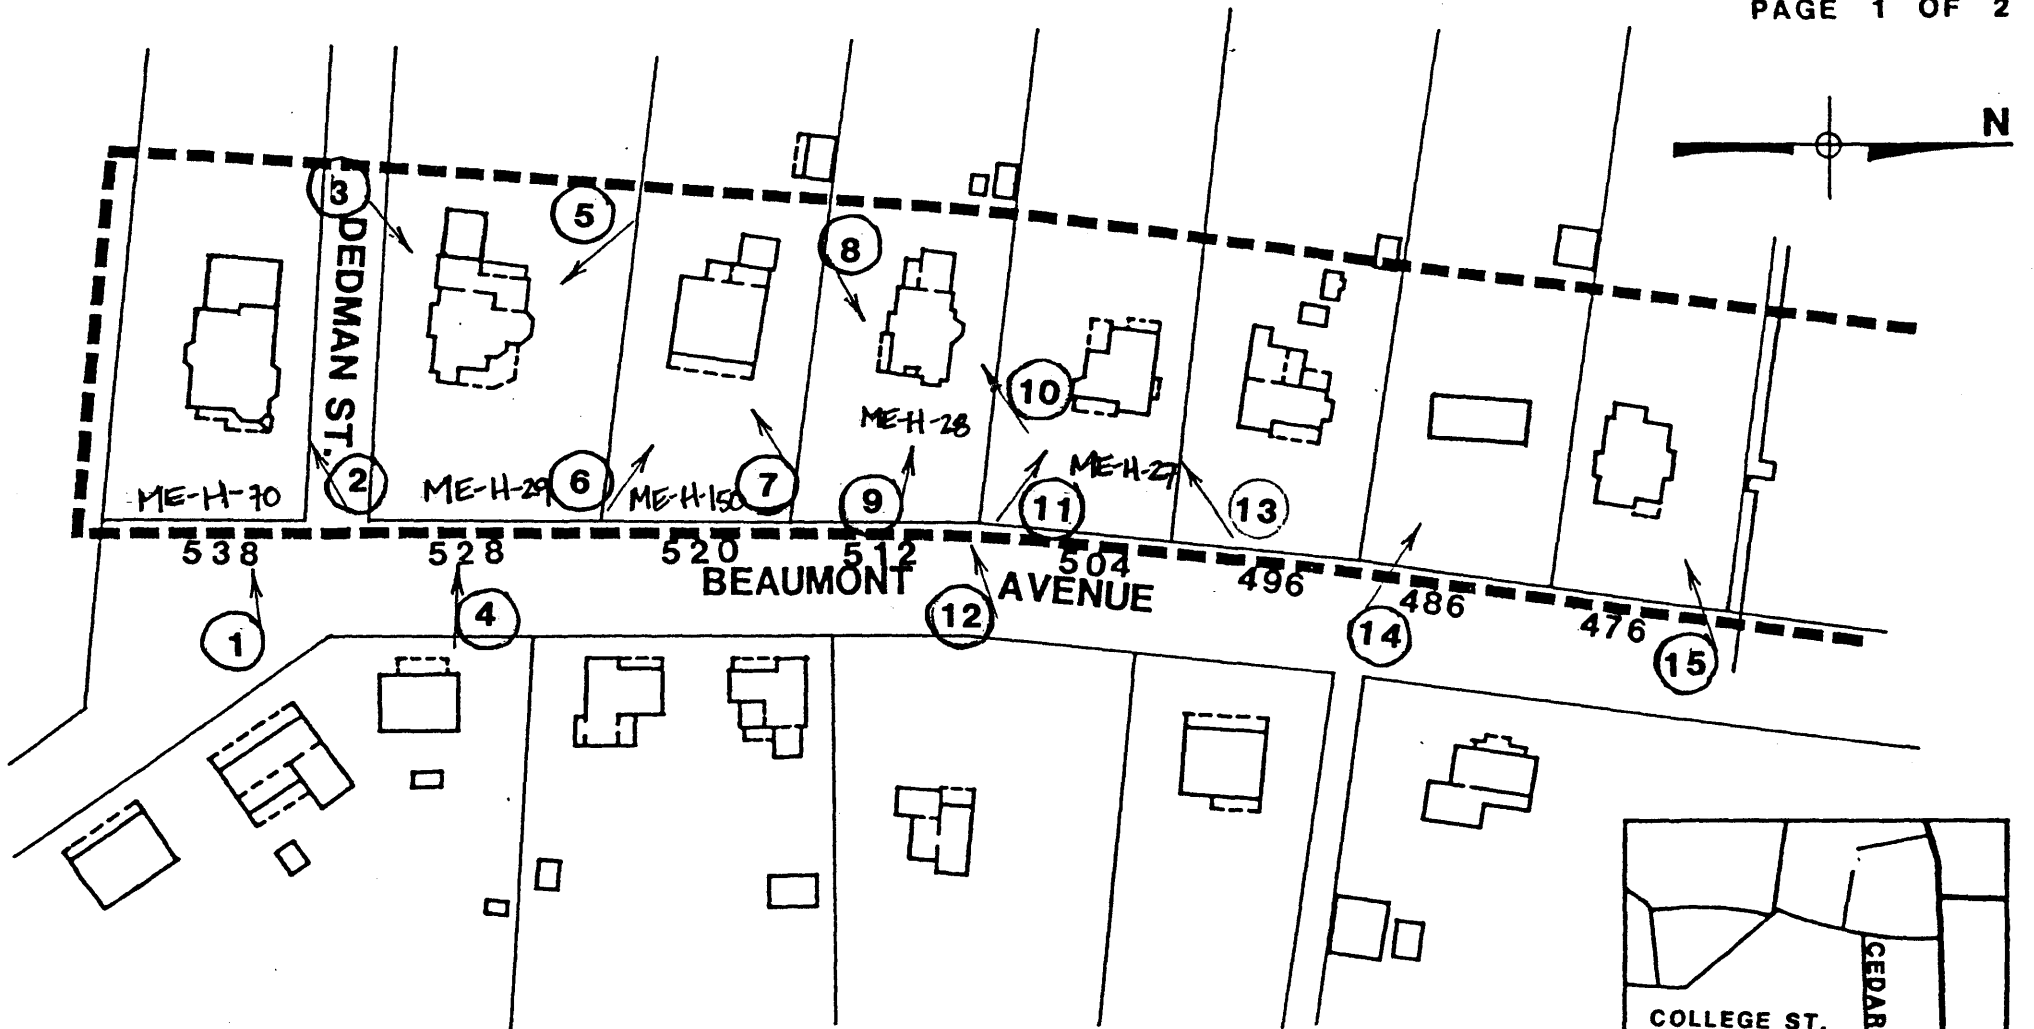 PAGE 1 OF 2
N
3
5
8
DEDMAN ST.
10
ME-H-28
ME-H-70
2
ME-H-29
6
ME-H-150
7
9
11
ME-H-27
13
538
528
520
512
504
496
486
476
BEAUMONT AVENUE
1
4
12
14
15
CEDAR
COLLEGE ST.